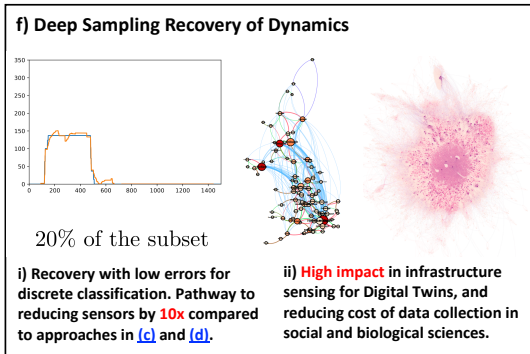 f) Deep Sampling Recovery of Dynamics
350
300
250
200
150
100
50
0
0 200 400 600 800 1000 1200 1400
20% of the subset
i) Recovery with low errors for
discrete classification. Pathway to
reducing sensors by 10x compared
to approaches in (c) and (d).
ii) High impact in infrastructure
sensing for Digital Twins, and
reducing cost of data collection in
social and biological sciences.